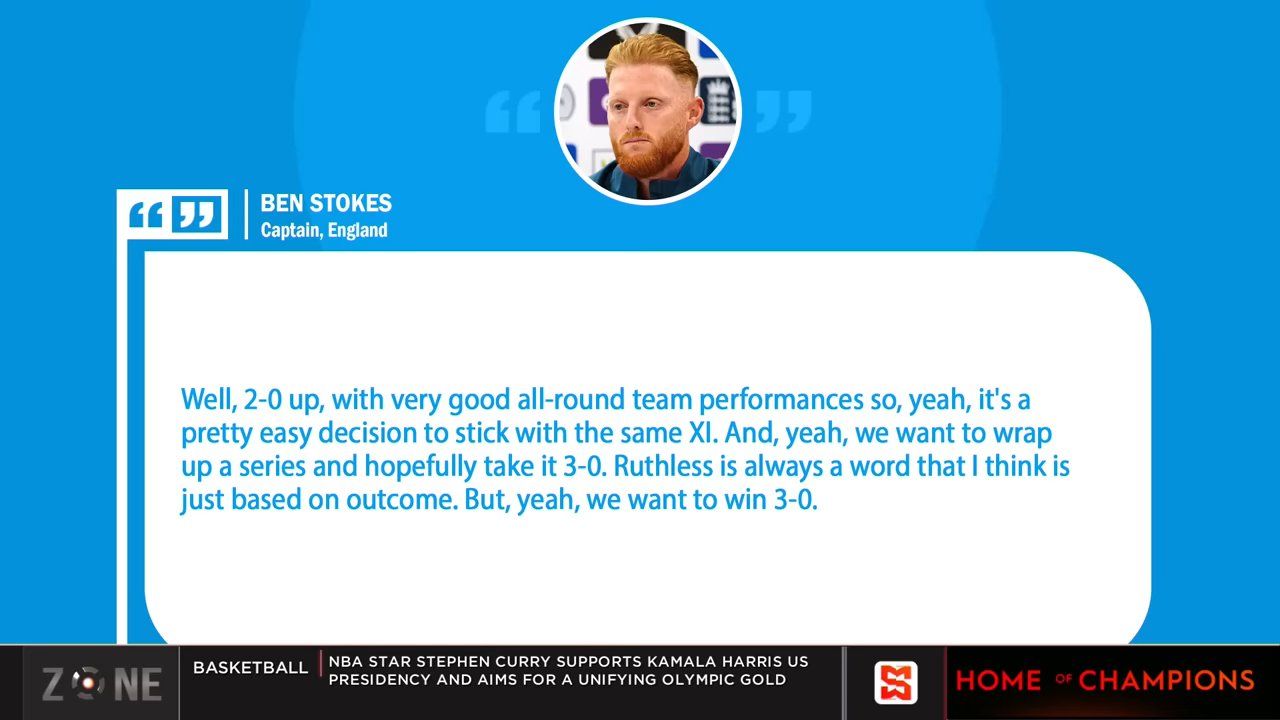 BEN STOKES
Captain, England
Well, 2-0 up, with very good all-round team performances so, yeah, it's a
pretty easy decision to stick with the same XI. And, yeah, we want to wrap
up a series and hopefully take it 3-0. Ruthless is always a word that I think is
just based on outcome. But, yeah, we want to win 3-0.
ZONE
BASKETBALL
NBA STAR STEPHEN CURRY SUPPORTS KAMALA HARRIS US
PRESIDENCY AND AIMS FOR A UNIFYING OLYMPIC GOLD
HOME OF CHAMPIONS